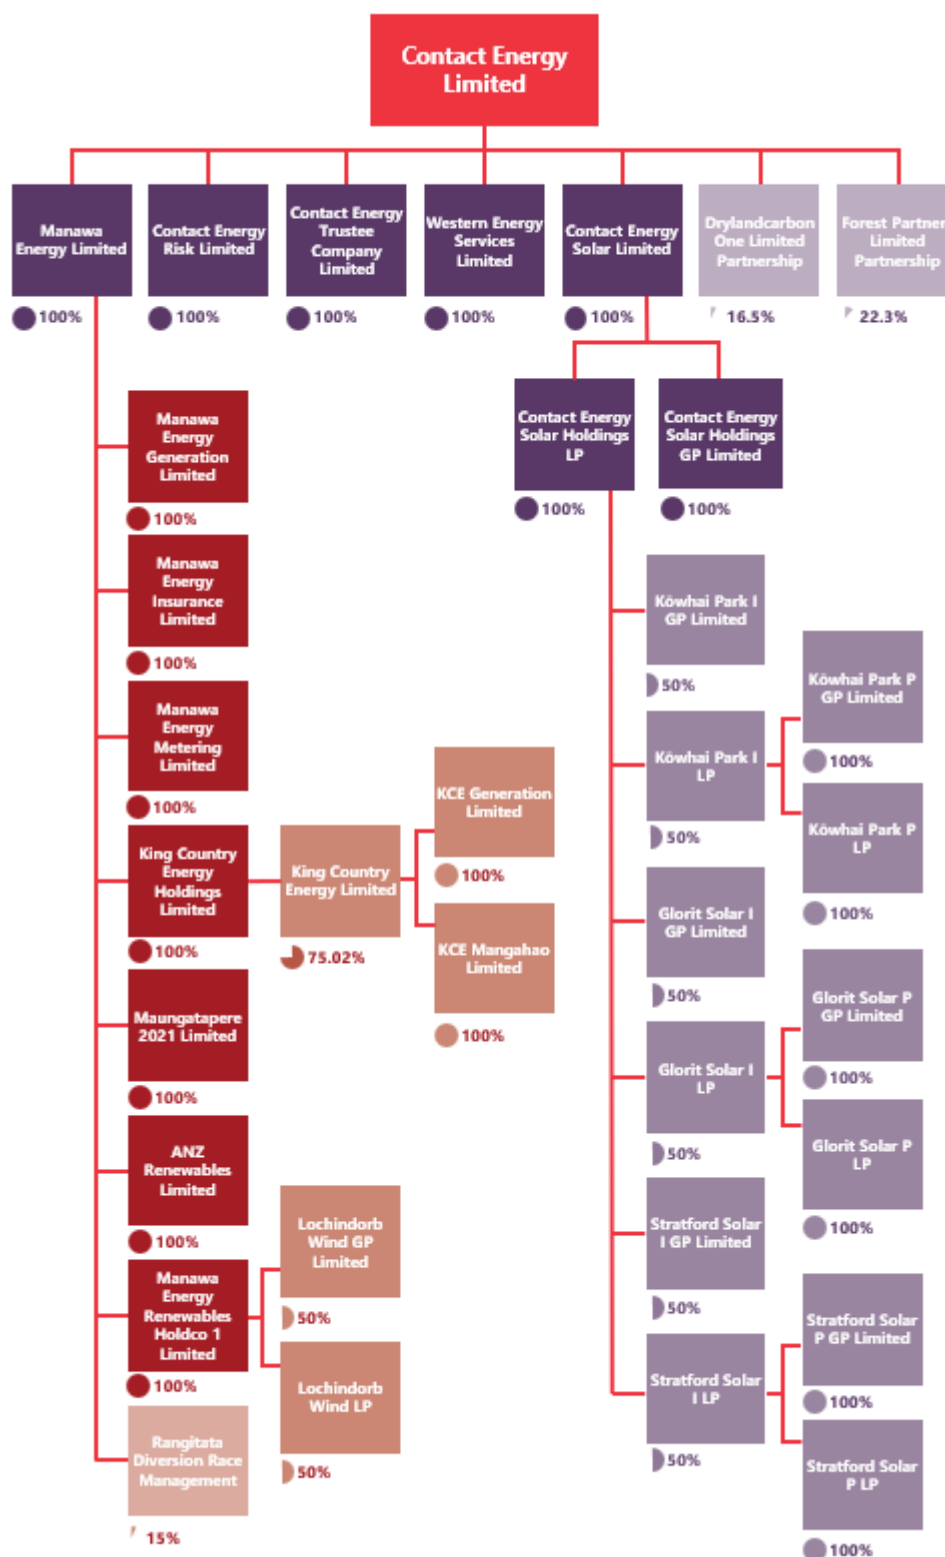 Contact Energy
Limited
Manawa
Energy Limited
100%
Contact Energy
Risk Limited
100%
Contact Energy
Trustee
Company
Limited
100%
Western Energy
Services
Limited
100%
Contact Energy
Solar Limited
100%
Drylandcarbon
One Limited
Partnership
16.5%
Forest Partner
Limited
Partnership
22.3%
Manawa
Energy
Generation
Limited
100%
Manawa
Energy
Insurance
Limited
100%
Manawa
Energy
Metering
Limited
100%
King Country
Energy
Holdings
Limited
100%
King Country
Energy Limited
75.02%
KCE Generation
Limited
100%
KCE Mangahao
Limited
100%
Maungatapere
2021 Limited
100%
ANZ
Renewables
Limited
100%
Manawa
Energy
Renewables
Holdco 1
Limited
100%
Lochindorb
Wind GP
Limited
50%
Lochindorb
Wind LP
50%
Rangitata
Diversion Race
Management
15%
Contact Energy
Solar Holdings
LP
100%
Contact Energy
Solar Holdings
GP Limited
100%
Kōwhai Park I
GP Limited
50%
Kōwhai Park I
LP
50%
Kōwhai Park P
GP Limited
100%
Kōwhai Park P
LP
100%
Glorit Solar I
GP Limited
50%
Glorit Solar I
LP
50%
Glorit Solar P
GP Limited
100%
Glorit Solar P
LP
100%
Stratford Solar
I GP Limited
50%
Stratford Solar
I LP
50%
Stratford Solar
P GP Limited
100%
Stratford Solar
P LP
100%